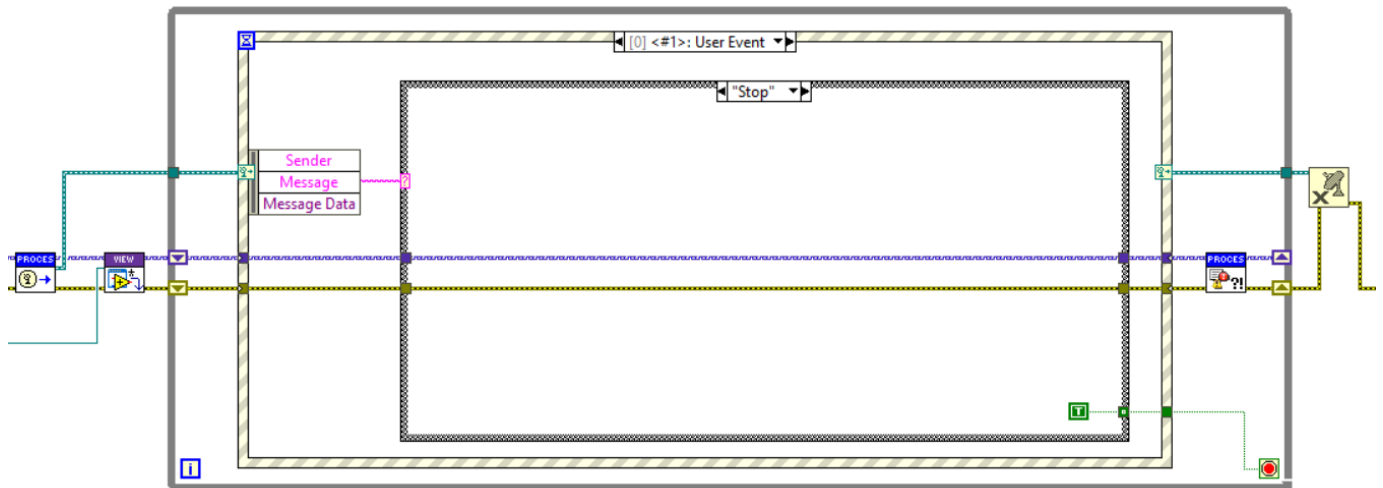 [0] <#1>: User Event
"Stop"
Sender
Message
Message Data
?
PROCES
VIEW
PROCES
?!
T
i